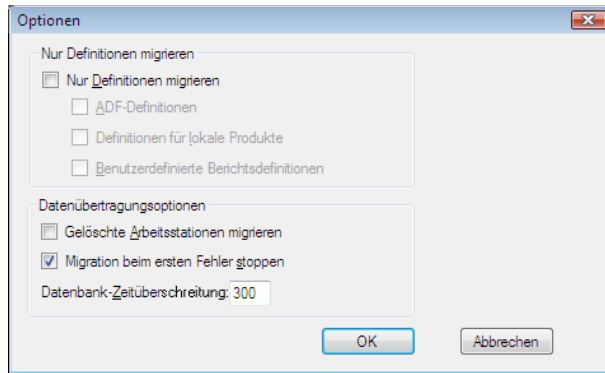 Optionen
Nur Definitionen migrieren
Nur Definitionen migrieren
ADF-Definitionen
Definitionen für lokale Produkte
Benutzerdefinierte Berichtsdefinitionen
Datenübertragungsoptionen
Gelöschte Arbeitsstationen migrieren
Migration beim ersten Fehler stoppen
Datenbank-Zeitüberschreitung: 300
OK Abbrechen